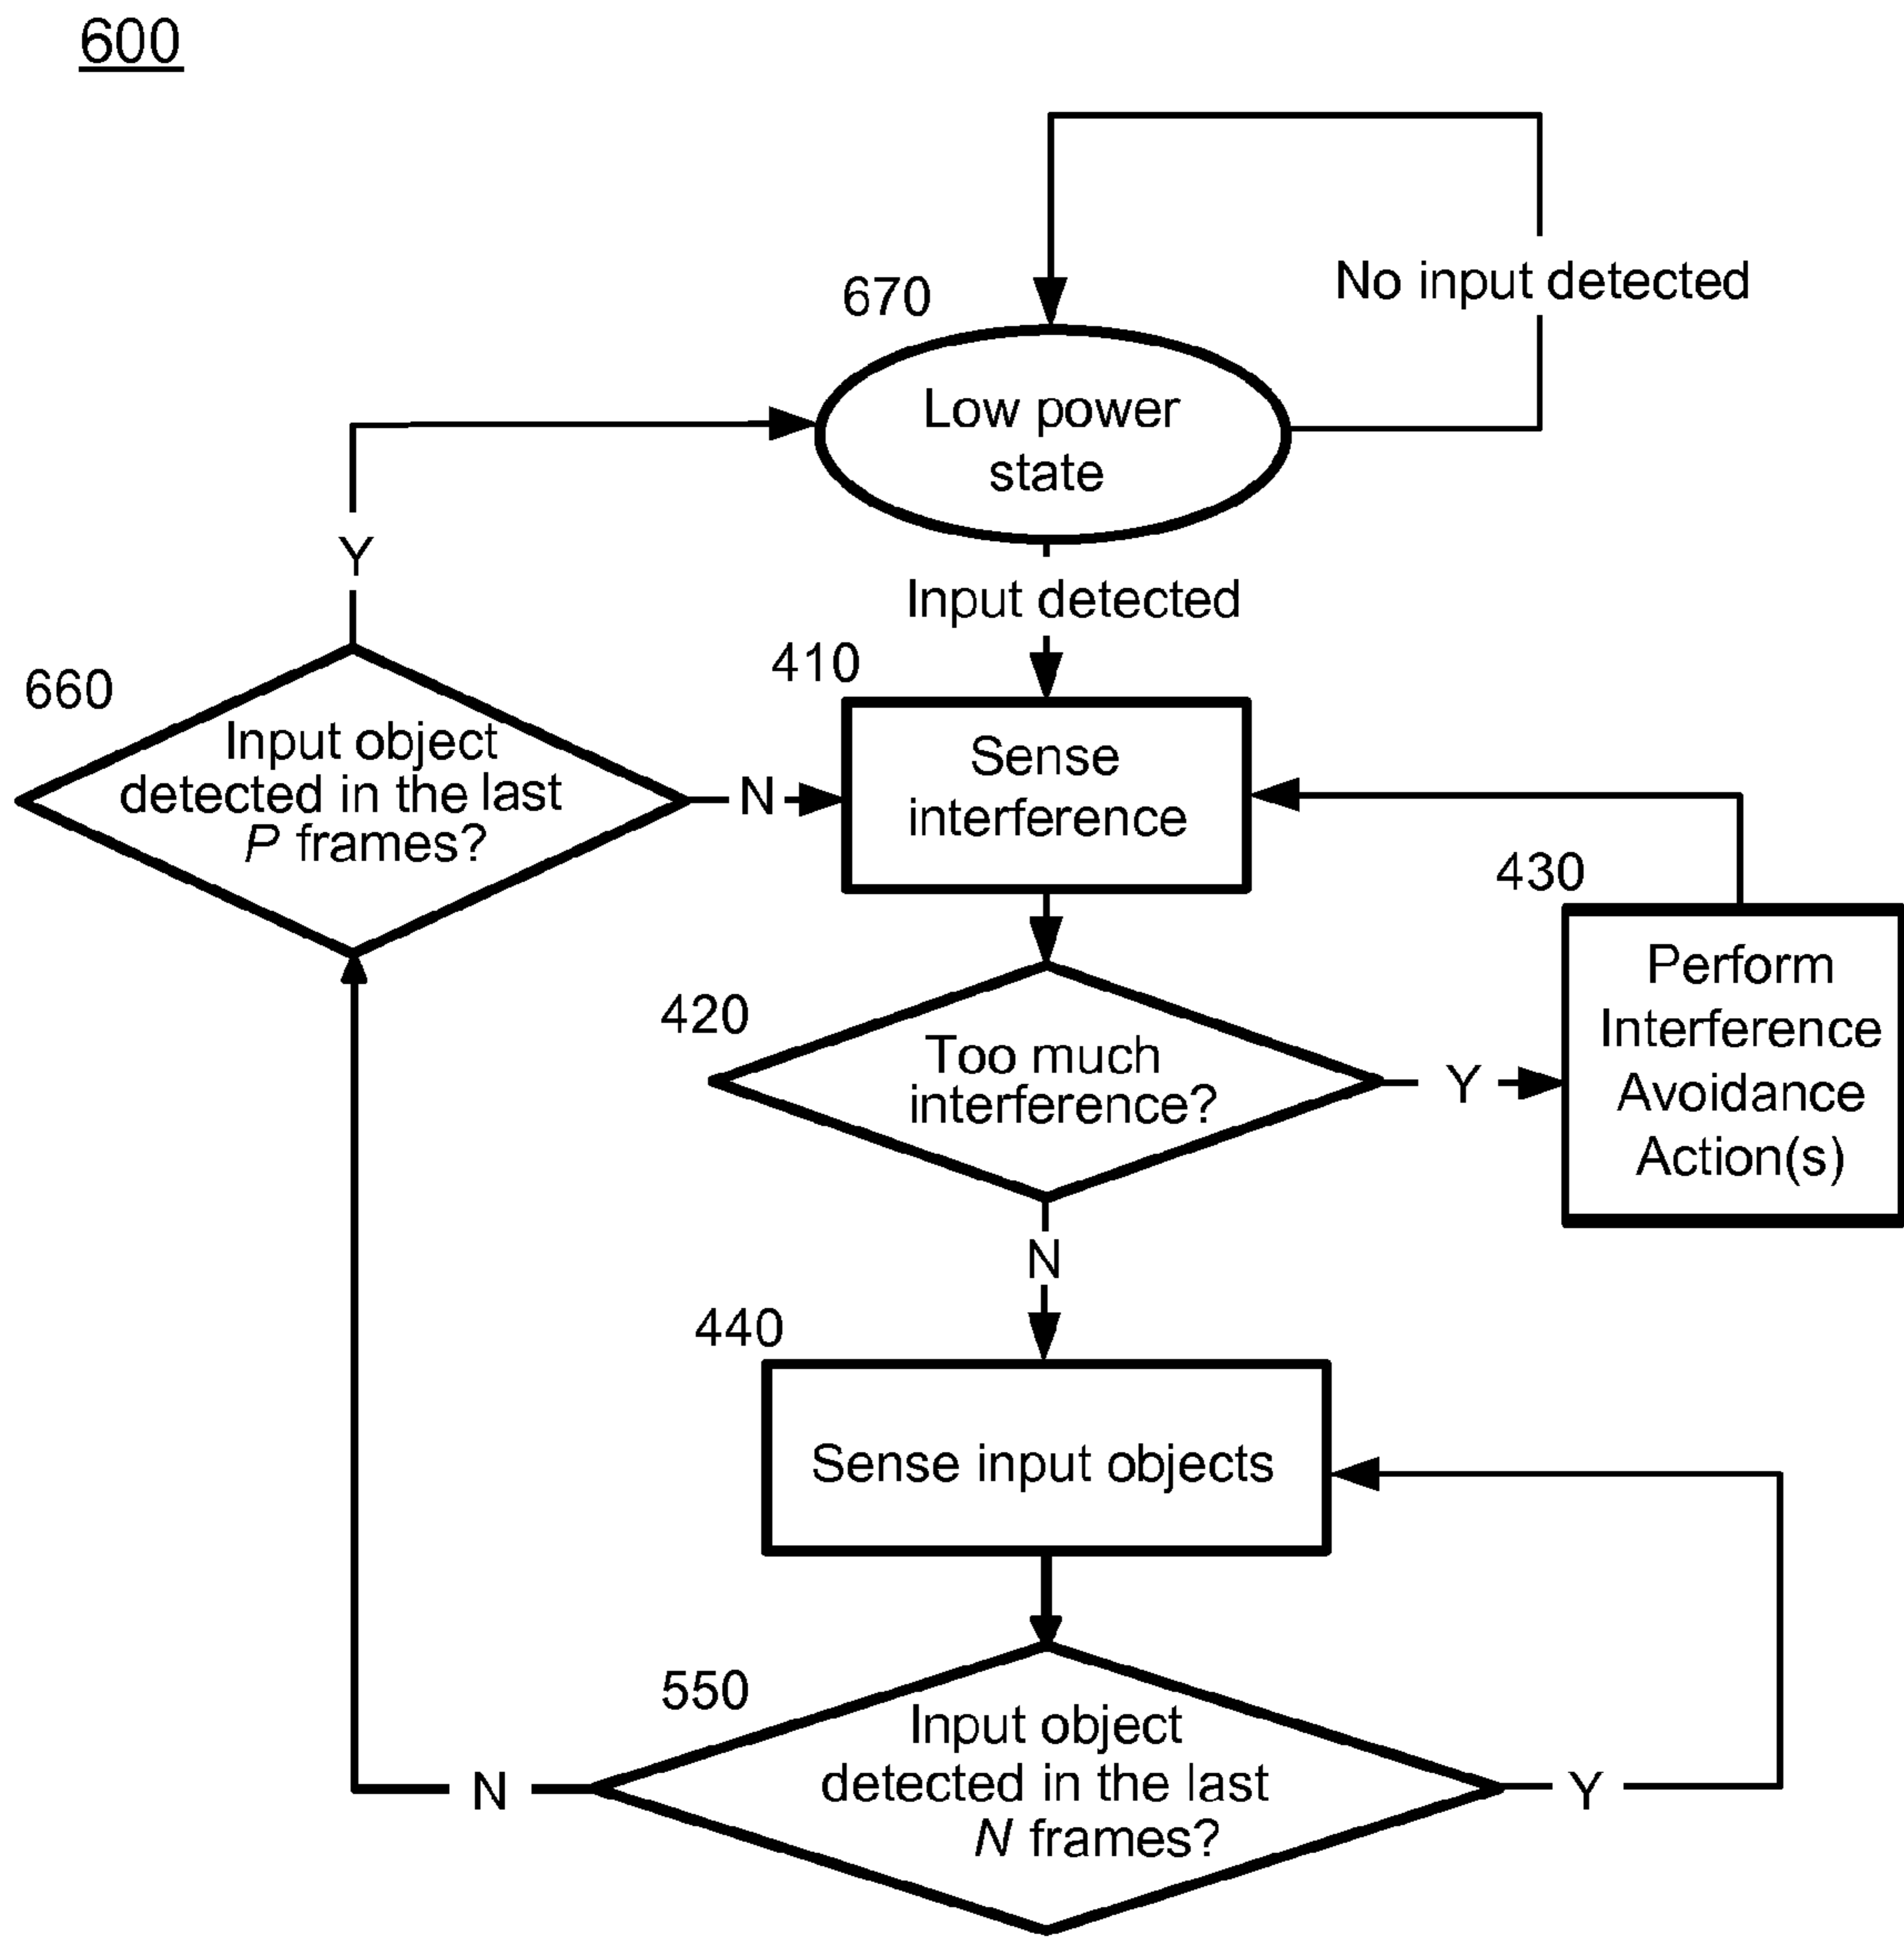 600
No input detected
670
Low power
state
Y
Input detected
410
660
Input object
detected in the last
P frames?
N
Sense
interference
430
Perform
Interference
Avoidance
Action(s)
420
Too much
interference?
Y
N
440
Sense input objects
550
Input object
detected in the last
N frames?
N
Y